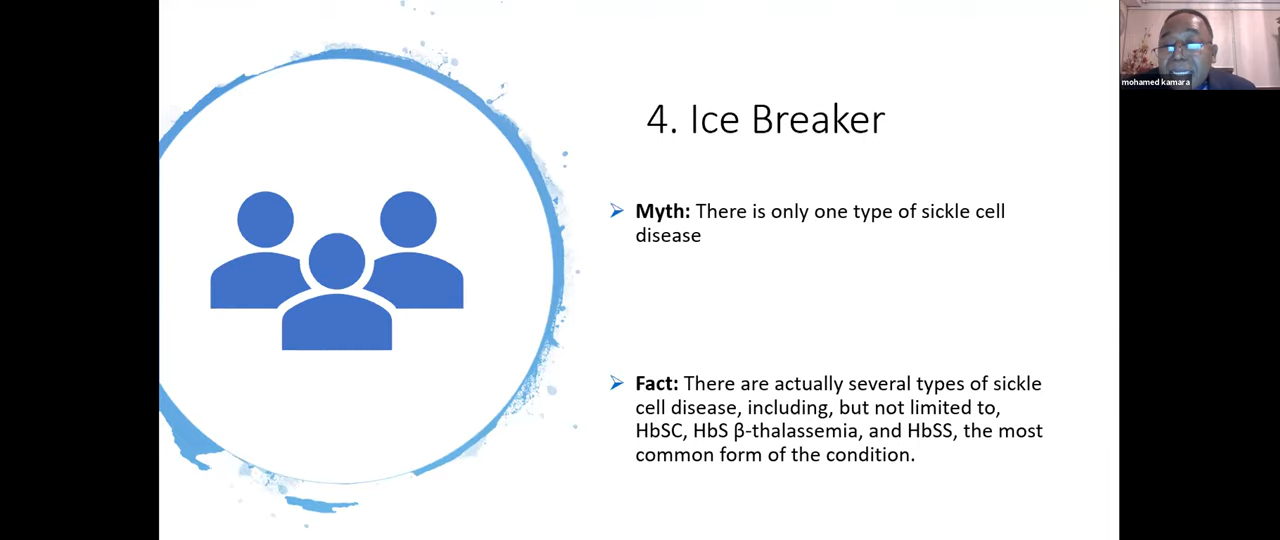 mohamed kamara
4. Ice Breaker
Myth: There is only one type of sickle cell
disease
Fact: There are actually several types of sickle
cell disease, including, but not limited to,
HbSC, HbS β-thalassemia, and HbSS, the most
common form of the condition.